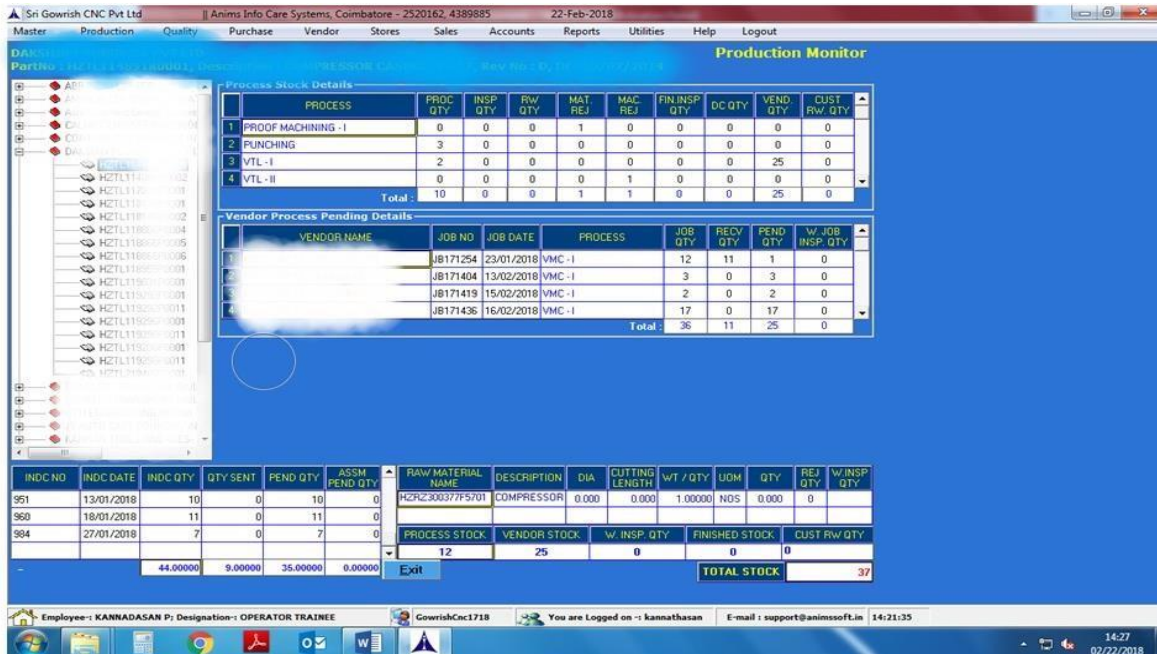 Sri Gowrish CNC Pvt Ltd || Anims Info Care Systems, Coimbatore - 2520162, 4389885 22-Feb-2018
Master Production Quality Purchase Vendor Stores Sales Accounts Reports Utilities Help Logout
Production Monitor
Process Stock Details
PROCESS PROC QTY INSP QTY RW QTY MAT. REJ MAC. REJ FIN.INSP QTY DC QTY VEND. QTY CUST RW. QTY
1 PROOF MACHINING - I 0 0 0 1 0 0 0 0 0
2 PUNCHING 3 0 0 0 0 0 0 0 0
3 VTL - I 2 0 0 0 0 0 0 25 0
4 VTL - II 0 0 0 0 1 0 0 0 0
Total : 10 0 0 1 1 0 0 25 0
Vendor Process Pending Details
VENDOR NAME JOB NO JOB DATE PROCESS JOB QTY RECV QTY PEND QTY W. JOB INSP. QTY
1 JB171254 23/01/2018 VMC - I 12 11 1 0
JB171404 13/02/2018 VMC - I 3 0 3 0
JB171419 15/02/2018 VMC - I 2 0 2 0
4 JB171436 16/02/2018 VMC - I 17 0 17 0
Total : 36 11 25 0
INDC NO INDC DATE INDC QTY QTY SENT PEND QTY ASSM PEND QTY
951 13/01/2018 10 0 10 0
960 18/01/2018 11 0 11 0
984 27/01/2018 7 0 7 0
44.00000 9.00000 35.00000 0.00000
Exit
RAW MATERIAL NAME DESCRIPTION DIA CUTTING LENGTH WT / QTY UOM QTY REJ QTY W.INSP QTY
HZRZ300377F5701 COMPRESSOR 0.000 0.000 1.00000 NOS 0.000 0
PROCESS STOCK VENDOR STOCK W. INSP. QTY FINISHED STOCK CUST RW QTY
12 25 0 0 0
TOTAL STOCK 37
Employee-: KANNADASAN P; Designation-: OPERATOR TRAINEE GowrishCnc1718 You are Logged on -: kannathasan E-mail : support@animssoft.in 14:21:35
14:27
02/22/2018